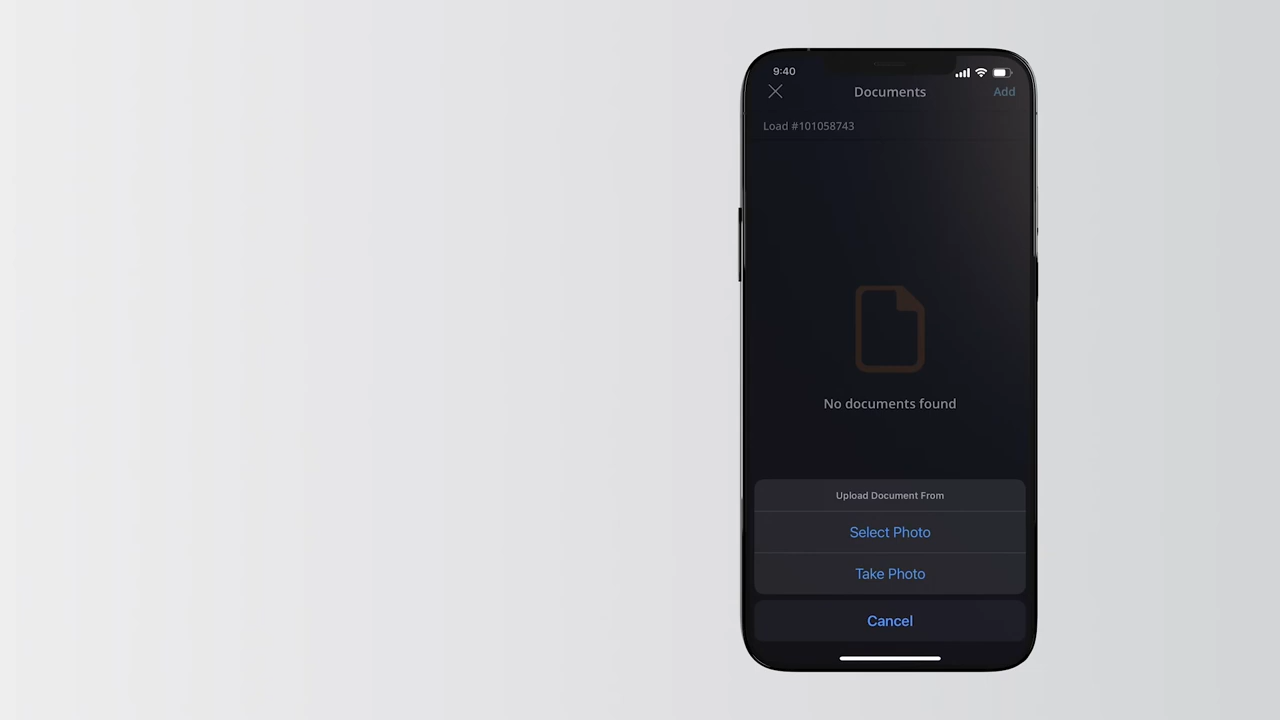 9:40
Documents
Add
Load #101058743
No documents found
Upload Document From
Select Photo
Take Photo
Cancel